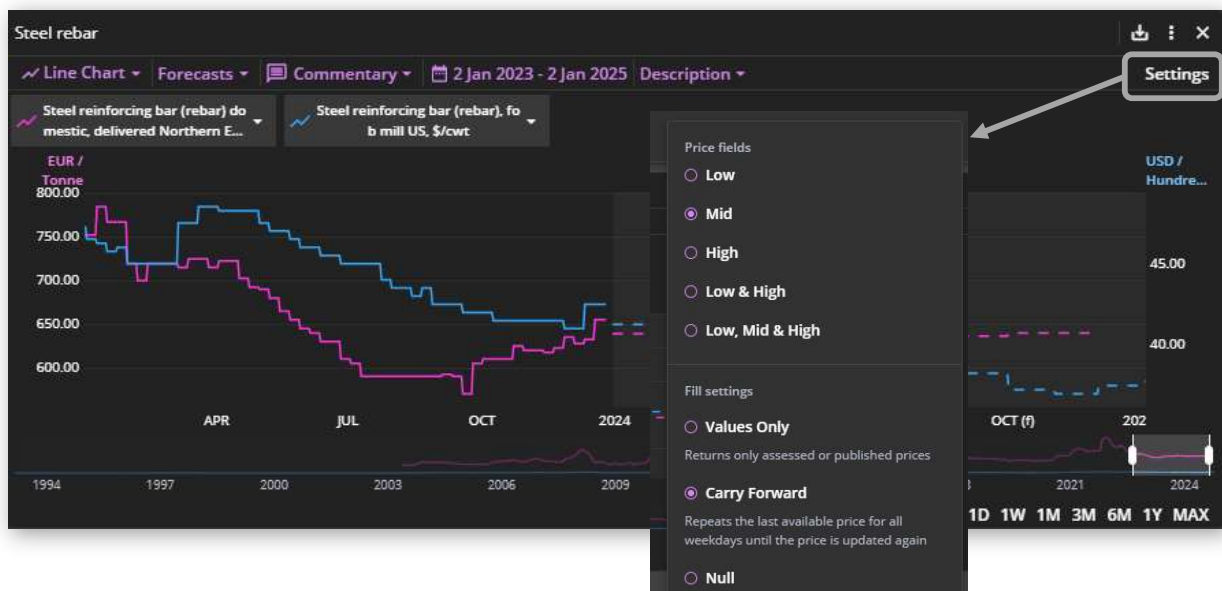 Steel rebar
Line Chart Forecasts Commentary 2 Jan 2023 - 2 Jan 2025 Description Settings
Steel reinforcing bar (rebar) do
mestic, delivered Northern E...
Steel reinforcing bar (rebar), fo
b mill US, $/cwt
EUR /
Tonne
800.00
750.00
700.00
650.00
600.00
USD /
Hundre...
45.00
40.00
Price fields
Low
Mid
High
Low & High
Low, Mid & High
Fill settings
Values Only
Returns only assessed or published prices
Carry Forward
Repeats the last available price for all
weekdays until the price is updated again
Null
APR JUL OCT 2024 OCT (f) 202
1994 1997 2000 2003 2006 2009 2021 2024
1D 1W 1M 3M 6M 1Y MAX